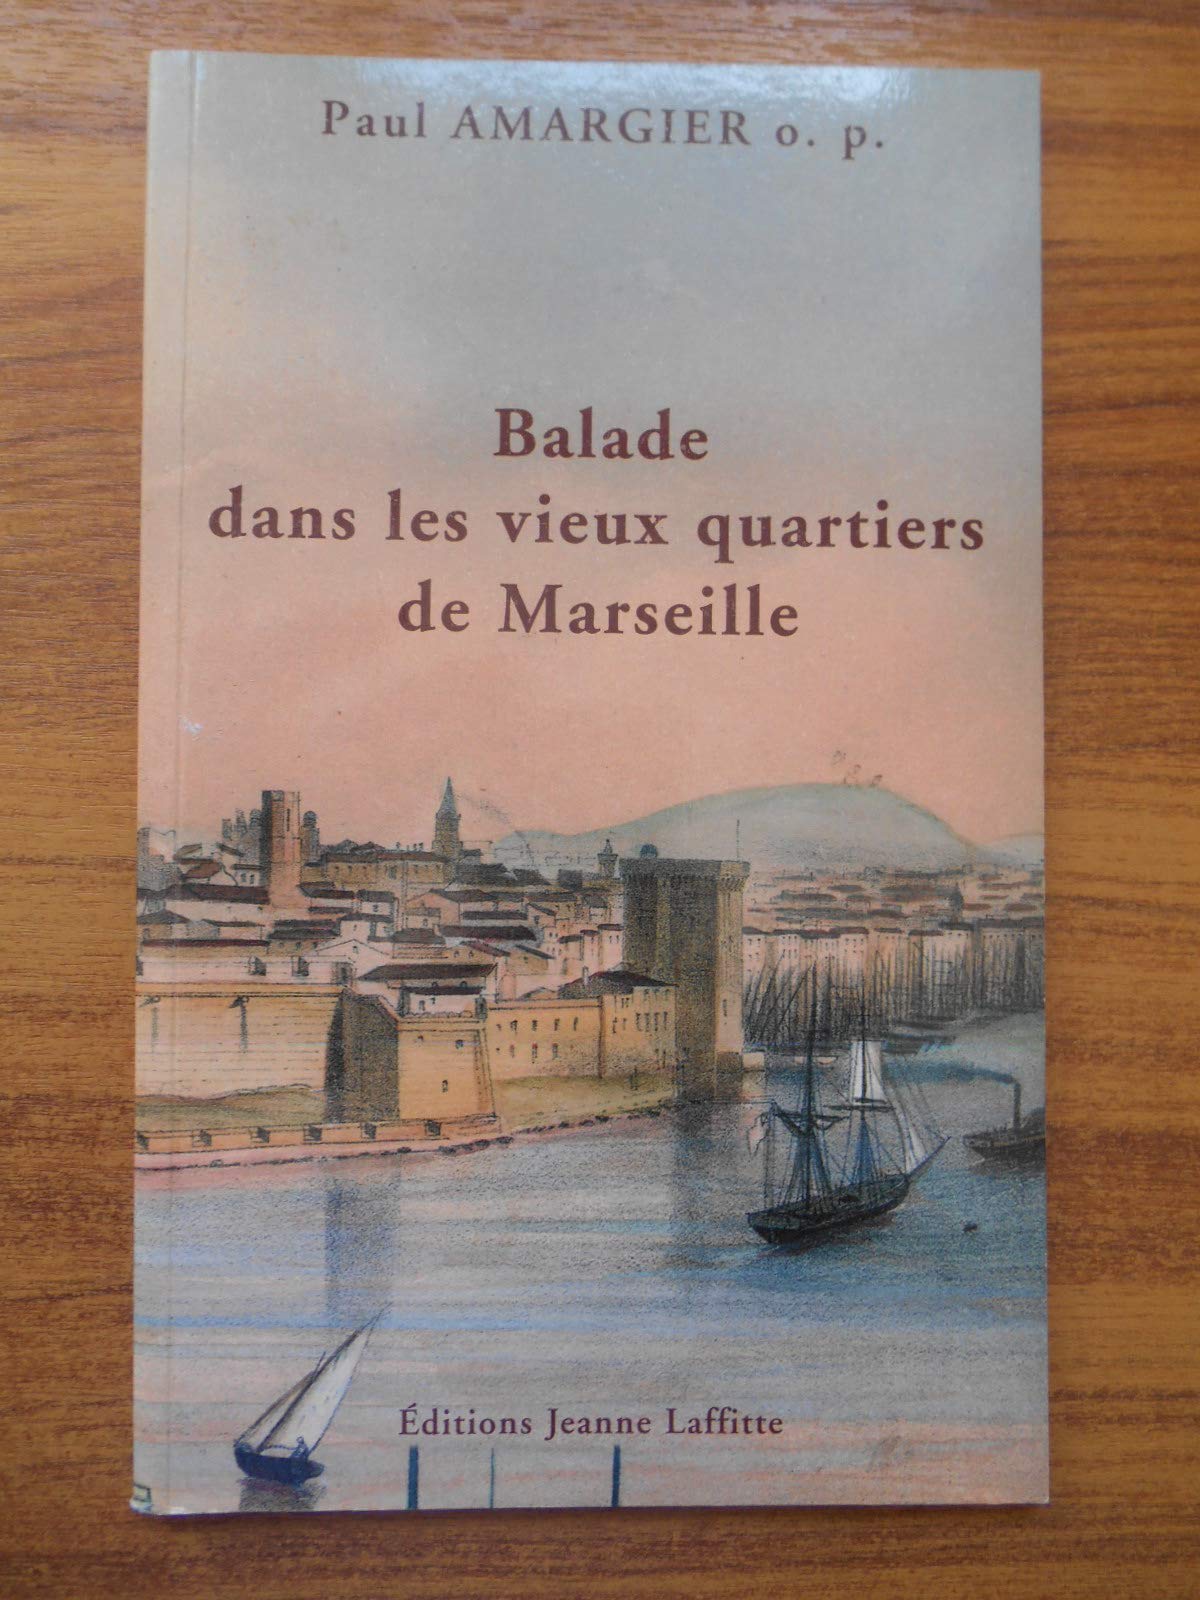 Paul AMARGIER o. p.
Balade
dans les vieux quartiers
de Marseille
Éditions Jeanne Laffitte